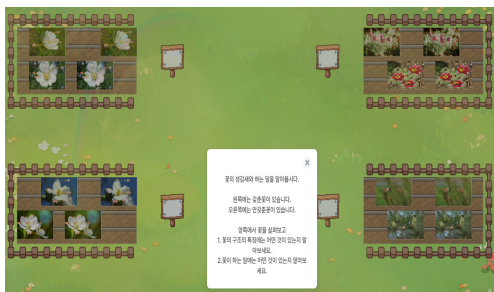 x
꽃의 생김새와 하는 일을 알아봅시다.
왼쪽에는 갖춘꽃이 있습니다.
오른쪽에는 안갖춘꽃이 있습니다.
양쪽에서 꽃을 살펴보고
1. 꽃의 구조의 특징에는 어떤 것이 있는지 알
아보세요.
2.꽃이 하는 일에는 어떤 것이 있는지 알아보
세요.